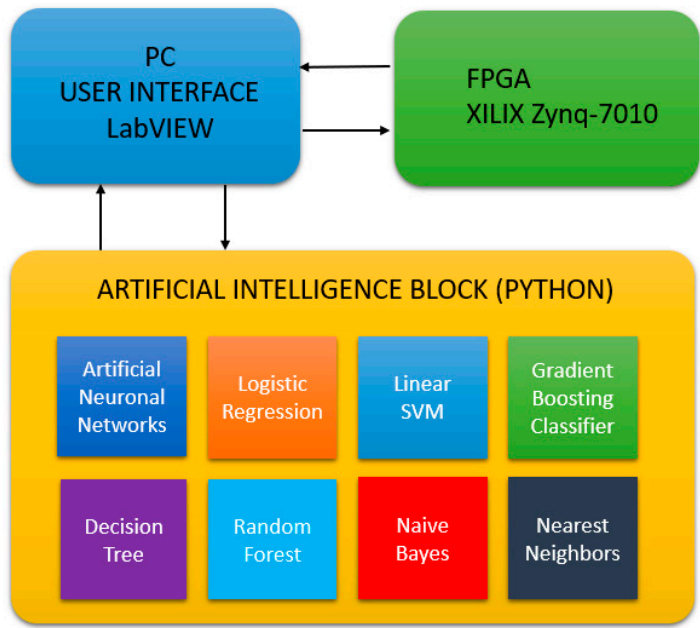 PC
USER INTERFACE
LabVIEW
FPGA
XILIX Zynq-7010
ARTIFICIAL INTELLIGENCE BLOCK (PYTHON)
Artificial
Neuronal
Networks
Logistic
Regression
Linear
SVM
Gradient
Boosting
Classifier
Decision
Tree
Random
Forest
Naive
Bayes
Nearest
Neighbors